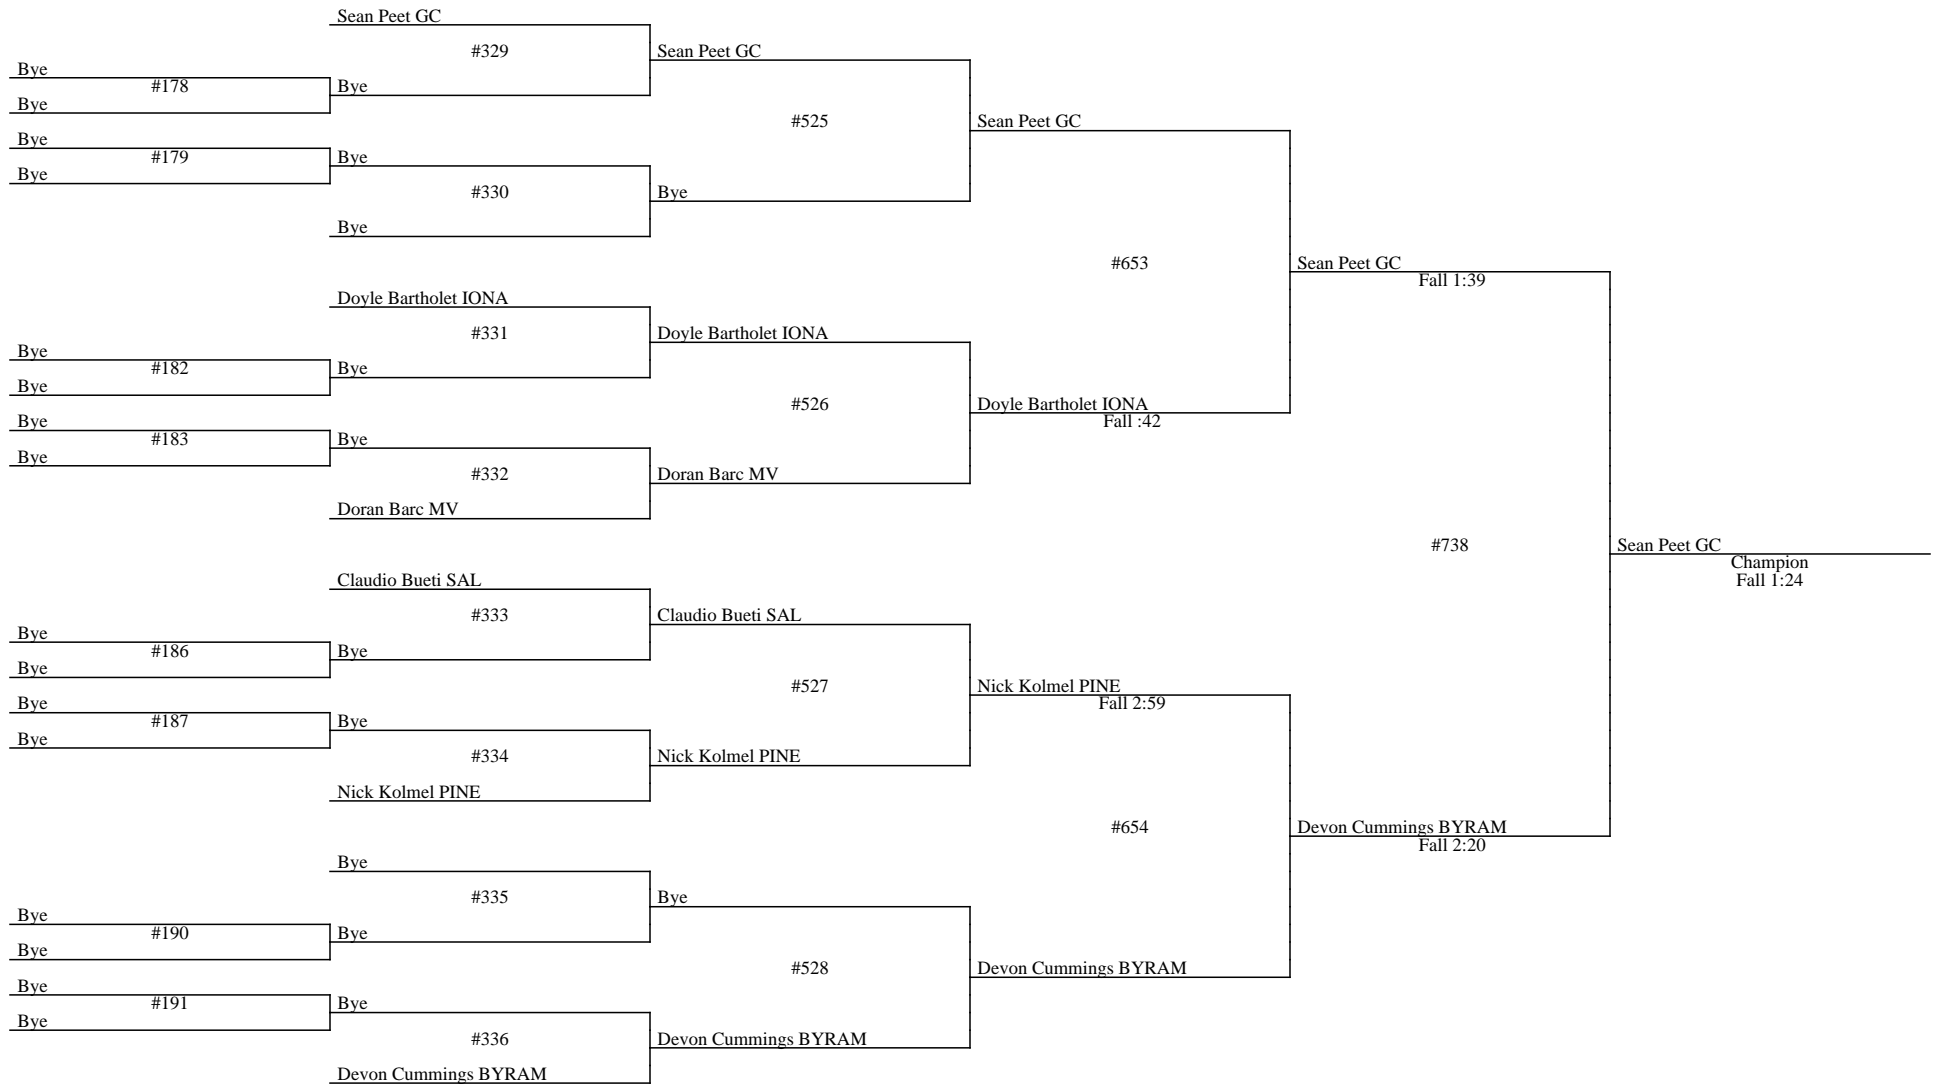 Sean Peet GC
#329
Sean Peet GC
Bye
#178
Bye
Bye
#525
Sean Peet GC
Bye
#179
Bye
Bye
#330
Bye
Bye
#653
Sean Peet GC
Fall 1:39
Doyle Bartholet IONA
#331
Doyle Bartholet IONA
Bye
#182
Bye
Bye
#526
Doyle Bartholet IONA
Fall :42
Bye
#183
Bye
Bye
#332
Doran Barc MV
Doran Barc MV
#738
Sean Peet GC
Champion
Fall 1:24
Claudio Bueti SAL
#333
Claudio Bueti SAL
Bye
#186
Bye
Bye
#527
Nick Kolmel PINE
Fall 2:59
Bye
#187
Bye
Bye
#334
Nick Kolmel PINE
Nick Kolmel PINE
#654
Devon Cummings BYRAM
Fall 2:20
Bye
#335
Bye
Bye
#190
Bye
Bye
#528
Devon Cummings BYRAM
Bye
#191
Bye
Bye
#336
Devon Cummings BYRAM
Devon Cummings BYRAM